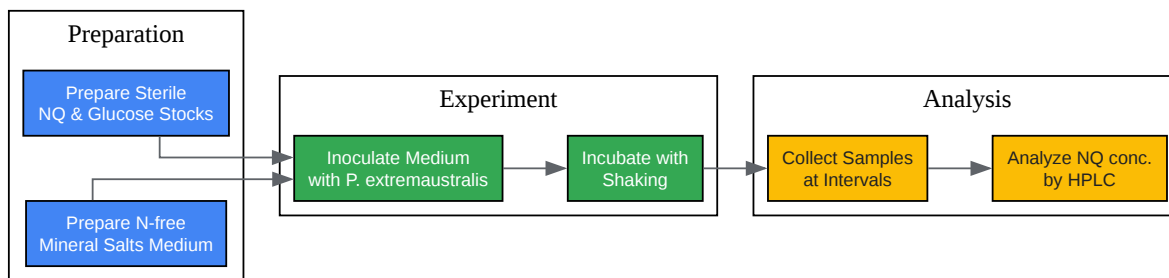 Preparation
Prepare Sterile
NQ & Glucose Stocks
Prepare N-free
Mineral Salts Medium
Experiment
Inoculate Medium
with P. extremaustralis
Incubate with
Shaking
Analysis
Collect Samples
at Intervals
Analyze NQ conc.
by HPLC